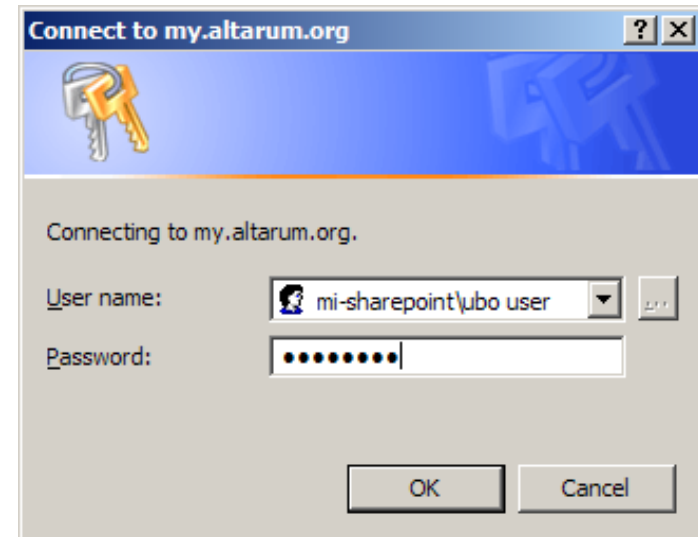 Connect to my.altarum.org
Connecting to my.altarum.org.
User name: mi-sharepoint\ubo user ...
Password: ●●●●●●●●
OK Cancel